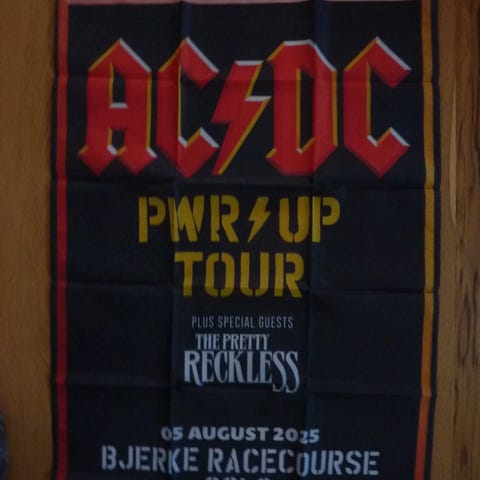 AC⚡DC
PWR⚡UP
TOUR
PLUS SPECIAL GUESTS
THE PRETTY
RECKLESS
05 AUGUST 2025
BJERKE RACECOURSE